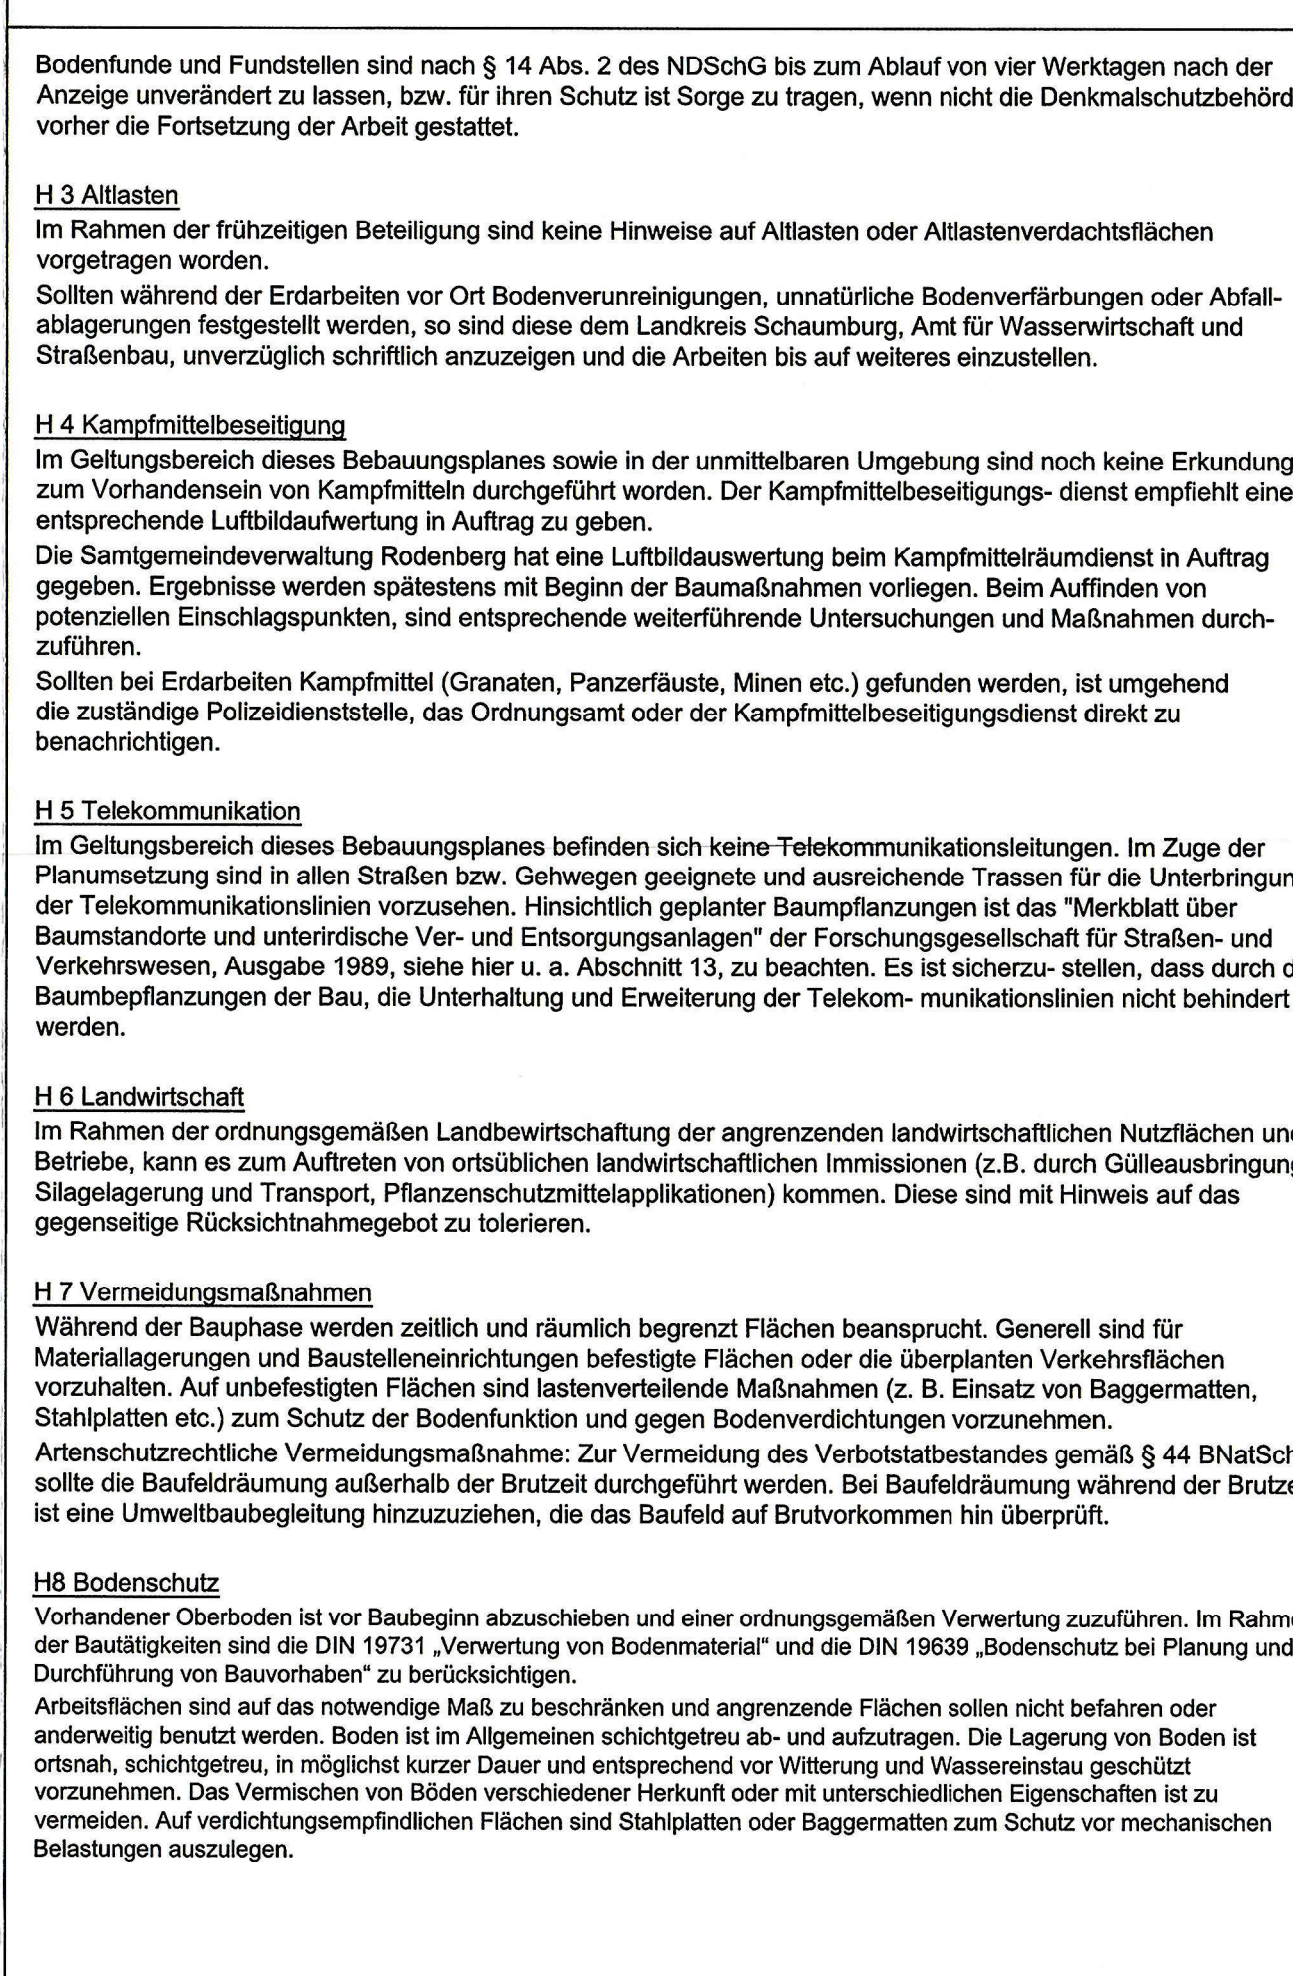 Bodenfunde und Fundstellen sind nach § 14 Abs. 2 des NDSchG bis zum Ablauf von vier Werktagen nach der
Anzeige unverändert zu lassen, bzw. für ihren Schutz ist Sorge zu tragen, wenn nicht die Denkmalschutzbehörd
vorher die Fortsetzung der Arbeit gestattet.
H 3 Altlasten
Im Rahmen der frühzeitigen Beteiligung sind keine Hinweise auf Altlasten oder Altlastenverdachtsflächen
vorgetragen worden.
Sollten während der Erdarbeiten vor Ort Bodenverunreinigungen, unnatürliche Bodenverfärbungen oder Abfall-
ablagerungen festgestellt werden, so sind diese dem Landkreis Schaumburg, Amt für Wasserwirtschaft und
Straßenbau, unverzüglich schriftlich anzuzeigen und die Arbeiten bis auf weiteres einzustellen.
H 4 Kampfmittelbeseitigung
Im Geltungsbereich dieses Bebauungsplanes sowie in der unmittelbaren Umgebung sind noch keine Erkundung
zum Vorhandensein von Kampfmitteln durchgeführt worden. Der Kampfmittelbeseitigungs- dienst empfiehlt eine
entsprechende Luftbildaufwertung in Auftrag zu geben.
Die Samtgemeindeverwaltung Rodenberg hat eine Luftbildauswertung beim Kampfmittelräumdienst in Auftrag
gegeben. Ergebnisse werden spätestens mit Beginn der Baumaßnahmen vorliegen. Beim Auffinden von
potenziellen Einschlagspunkten, sind entsprechende weiterführende Untersuchungen und Maßnahmen durch-
zuführen.
Sollten bei Erdarbeiten Kampfmittel (Granaten, Panzerfäuste, Minen etc.) gefunden werden, ist umgehend
die zuständige Polizeidienststelle, das Ordnungsamt oder der Kampfmittelbeseitigungsdienst direkt zu
benachrichtigen.
H 5 Telekommunikation
Im Geltungsbereich dieses Bebauungsplanes befinden sich keine Telekommunikationsleitungen. Im Zuge der
Planumsetzung sind in allen Straßen bzw. Gehwegen geeignete und ausreichende Trassen für die Unterbringun
der Telekommunikationslinien vorzusehen. Hinsichtlich geplanter Baumpflanzungen ist das "Merkblatt über
Baumstandorte und unterirdische Ver- und Entsorgungsanlagen" der Forschungsgesellschaft für Straßen- und
Verkehrswesen, Ausgabe 1989, siehe hier u. a. Abschnitt 13, zu beachten. Es ist sicherzu- stellen, dass durch d
Baumbepflanzungen der Bau, die Unterhaltung und Erweiterung der Telekom- munikationslinien nicht behindert
werden.
H 6 Landwirtschaft
Im Rahmen der ordnungsgemäßen Landbewirtschaftung der angrenzenden landwirtschaftlichen Nutzflächen und
Betriebe, kann es zum Auftreten von ortsüblichen landwirtschaftlichen Immissionen (z.B. durch Gülleausbringung
Silagelagerung und Transport, Pflanzenschutzmittelapplikationen) kommen. Diese sind mit Hinweis auf das
gegenseitige Rücksichtnahmegebot zu tolerieren.
H 7 Vermeidungsmaßnahmen
Während der Bauphase werden zeitlich und räumlich begrenzt Flächen beansprucht. Generell sind für
Materiallagerungen und Baustelleneinrichtungen befestigte Flächen oder die überplanten Verkehrsflächen
vorzuhalten. Auf unbefestigten Flächen sind lastenverteilende Maßnahmen (z. B. Einsatz von Baggermatten,
Stahlplatten etc.) zum Schutz der Bodenfunktion und gegen Bodenverdichtungen vorzunehmen.
Artenschutzrechtliche Vermeidungsmaßnahme: Zur Vermeidung des Verbotstatbestandes gemäß § 44 BNatSch
sollte die Baufeldräumung außerhalb der Brutzeit durchgeführt werden. Bei Baufeldräumung während der Brutze
ist eine Umweltbaubegleitung hinzuzuziehen, die das Baufeld auf Brutvorkommen hin überprüft.
H8 Bodenschutz
Vorhandener Oberboden ist vor Baubeginn abzuschieben und einer ordnungsgemäßen Verwertung zuzuführen. Im Rahme
der Bautätigkeiten sind die DIN 19731 „Verwertung von Bodenmaterial“ und die DIN 19639 „Bodenschutz bei Planung und
Durchführung von Bauvorhaben“ zu berücksichtigen.
Arbeitsflächen sind auf das notwendige Maß zu beschränken und angrenzende Flächen sollen nicht befahren oder
anderweitig benutzt werden. Boden ist im Allgemeinen schichtgetreu ab- und aufzutragen. Die Lagerung von Boden ist
ortsnah, schichtgetreu, in möglichst kurzer Dauer und entsprechend vor Witterung und Wassereinstau geschützt
vorzunehmen. Das Vermischen von Böden verschiedener Herkunft oder mit unterschiedlichen Eigenschaften ist zu
vermeiden. Auf verdichtungsempfindlichen Flächen sind Stahlplatten oder Baggermatten zum Schutz vor mechanischen
Belastungen auszulegen.